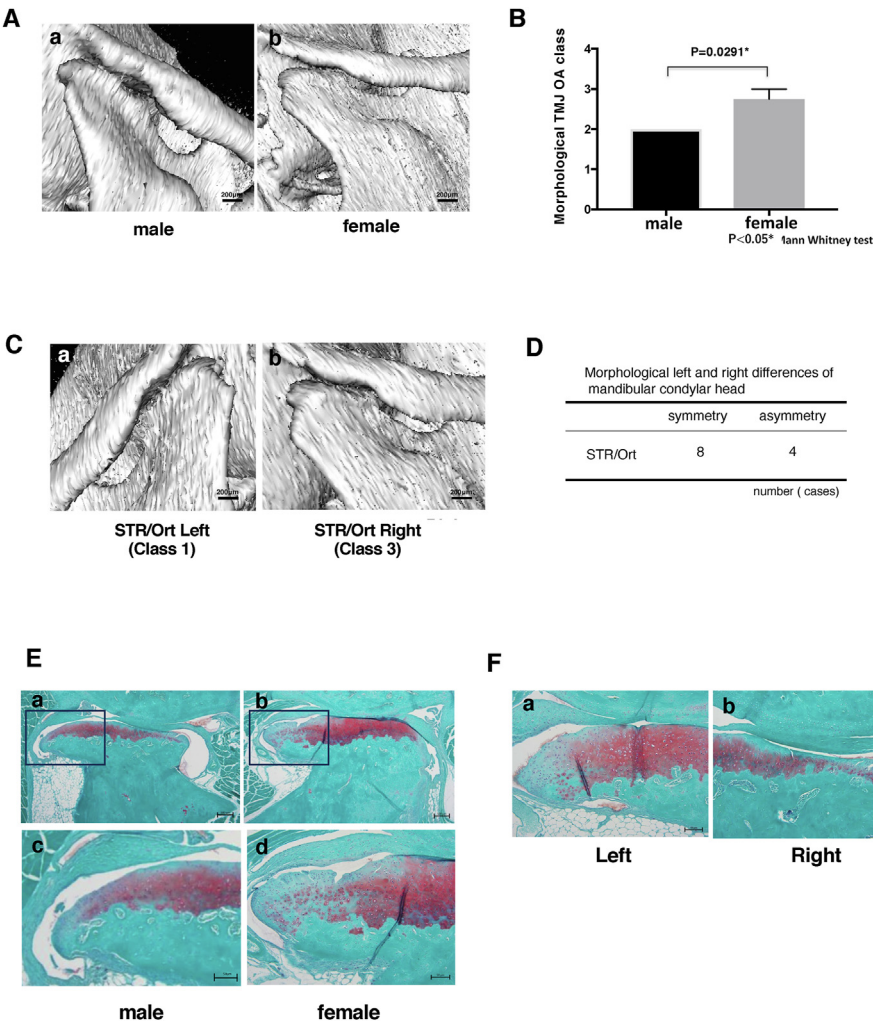 A
a
b
200μm
200μm
male
female
B
Morphological TMJ OA class
4
3
2
1
0
P=0.0291*
male
female
P<0.05*
Mann Whitney test
C
a
b
200μm
200μm
STR/Ort Left
(Class 1)
STR/Ort Right
(Class 3)
D
Morphological left and right differences of
mandibular condylar head
symmetry
asymmetry
STR/Ort
8
4
number ( cases)
E
a
b
c
d
male
female
F
a
b
Left
Right